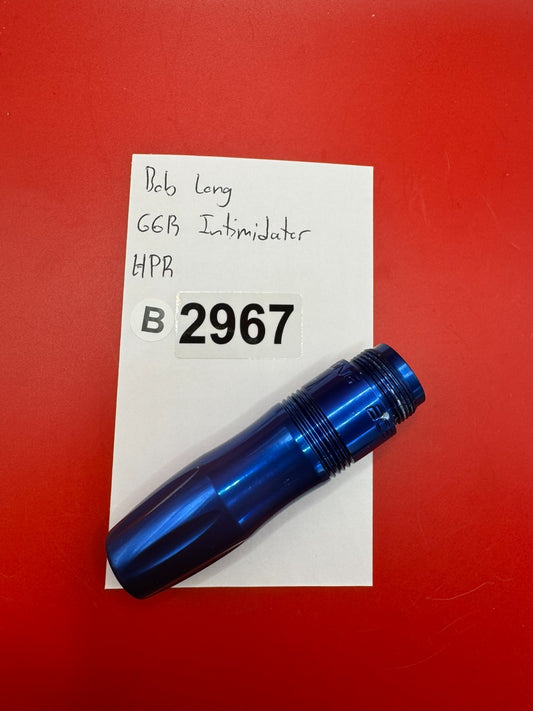 Bob Long
G6R Intimidator
HPR
B 2967